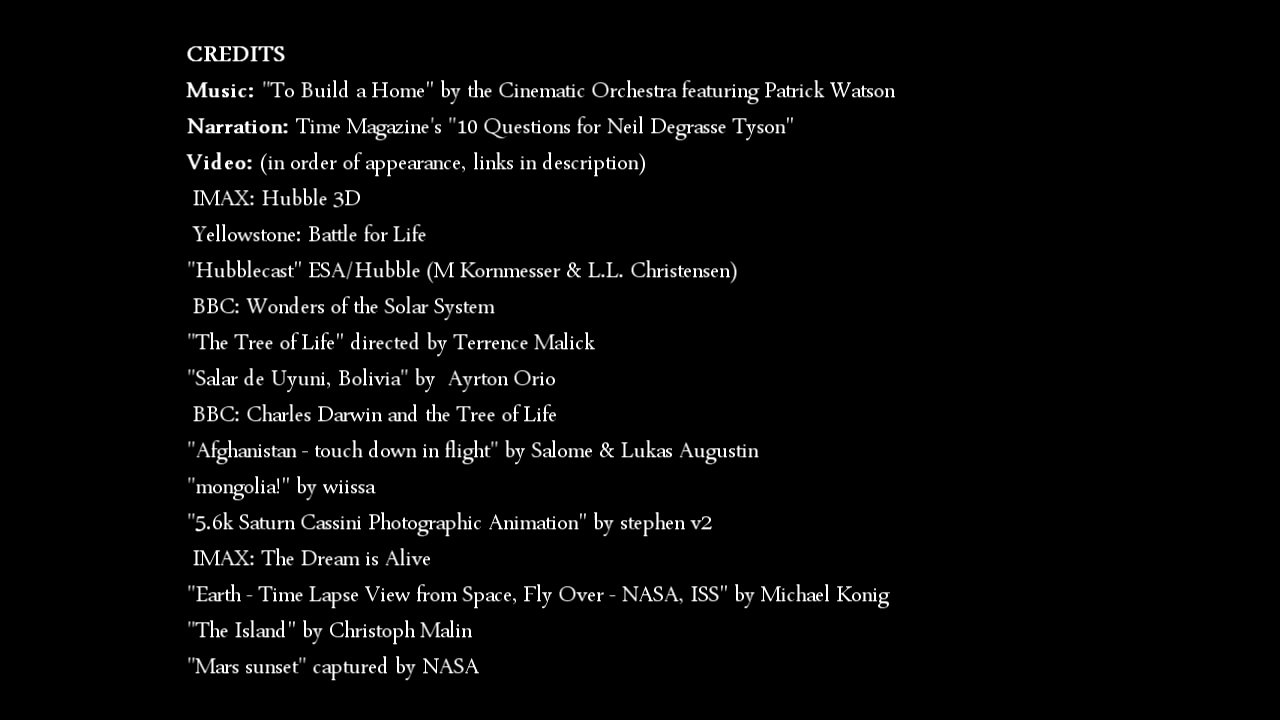 CREDITS
Music: "To Build a Home" by the Cinematic Orchestra featuring Patrick Watson
Narration: Time Magazine's "10 Questions for Neil Degrasse Tyson"
Video: (in order of appearance, links in description)
IMAX: Hubble 3D
Yellowstone: Battle for Life
"Hubblecast" ESA/Hubble (M Kornmesser & L.L. Christensen)
BBC: Wonders of the Solar System
"The Tree of Life" directed by Terrence Malick
"Salar de Uyuni, Bolivia" by  Ayrton Orio
BBC: Charles Darwin and the Tree of Life
"Afghanistan - touch down in flight" by Salome & Lukas Augustin
"mongolia!" by wiissa
"5.6k Saturn Cassini Photographic Animation" by stephen v2
IMAX: The Dream is Alive
"Earth - Time Lapse View from Space, Fly Over - NASA, ISS" by Michael Konig
"The Island" by Christoph Malin
"Mars sunset" captured by NASA